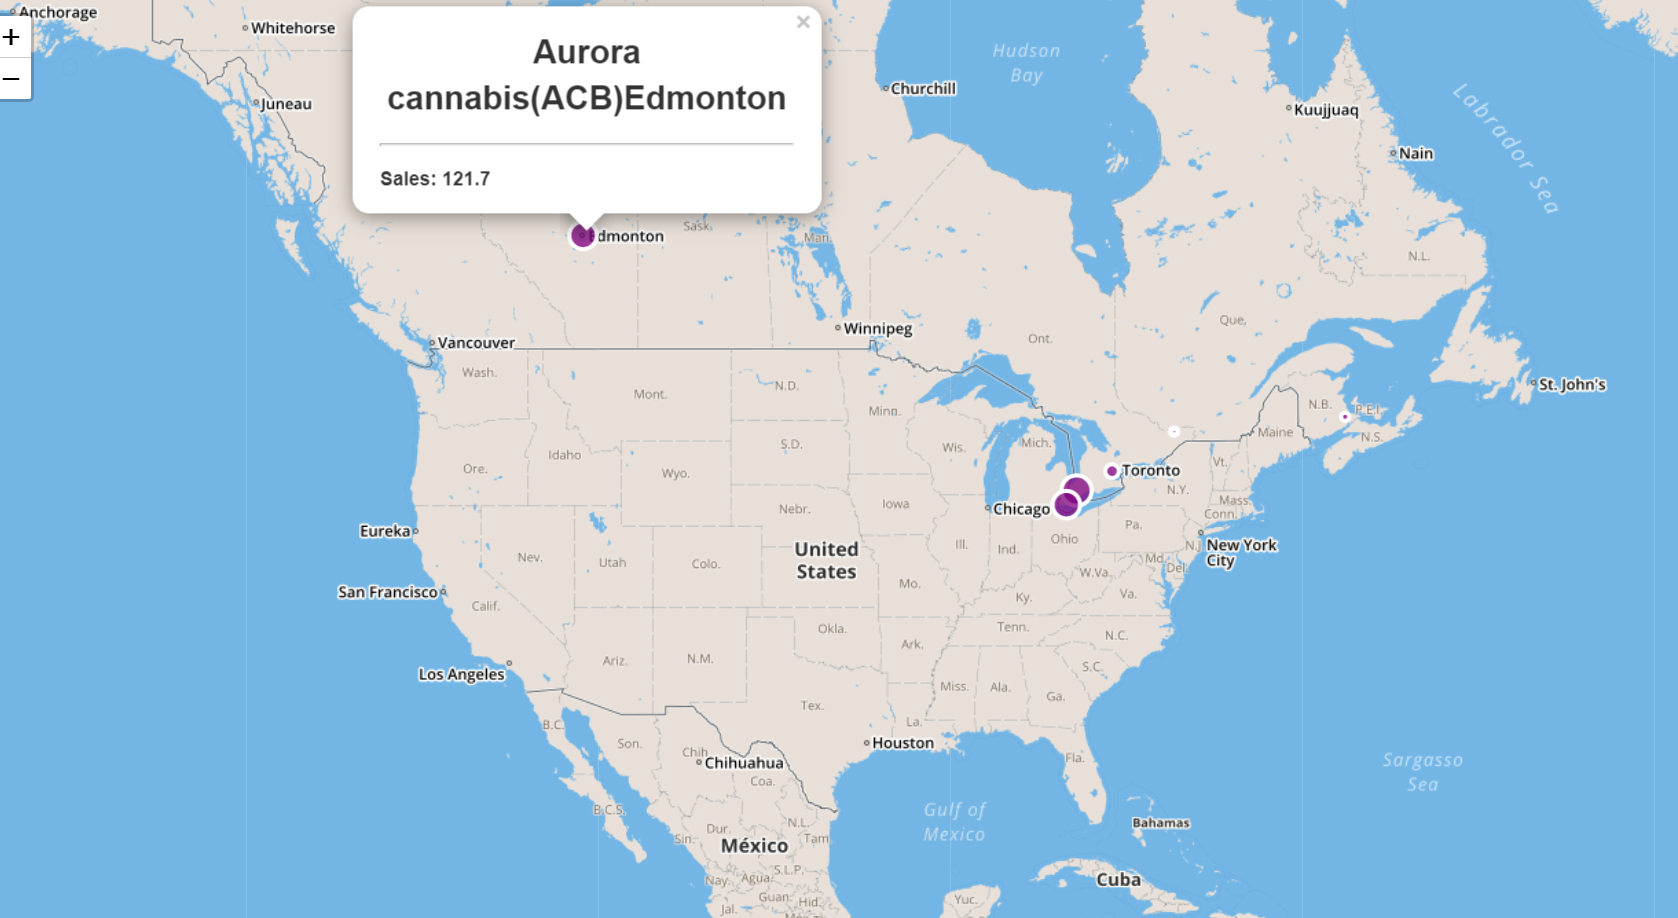 Anchorage
Whitehorse
+
−
×
Aurora
cannabis(ACB)Edmonton
Sales: 121.7
Hudson
Bay
Churchill
Juneau
Kuujjuaq
Labrador Sea
Nain
Edmonton
Sask.
Man.
N.L.
Que.
Winnipeg
Ont.
Vancouver
Wash.
Mont.
N.D.
Minn.
St. John's
N.B.
P.E.I.
N.S.
Maine
Ore.
Idaho
S.D.
Wis.
Mich.
Wyo.
Toronto
Vt.
N.Y.
Mass.
Conn.
Nebr.
Iowa
Chicago
Eureka
Nev.
Utah
Colo.
United
States
Ill.
Ind.
Ohio
Pa.
N.J.
New York
City
Md.
Del.
San Francisco
Calif.
Mo.
Ky.
W.Va.
Va.
Okla.
Tenn.
N.C.
Los Angeles
Ariz.
N.M.
Ark.
S.C.
Miss.
Ala.
Ga.
Tex.
La.
B.C.
Son.
Chih.
Chihuahua
Coa.
Houston
Fla.
Sargasso
Sea
Gulf of
Mexico
B.C.S.
Bahamas
Dur.
N.L.
Sin.
Tam.
México
Nay.
Agua.
S.L.P.
Cuba
Guan.
Hid.
Yuc.
Jal.